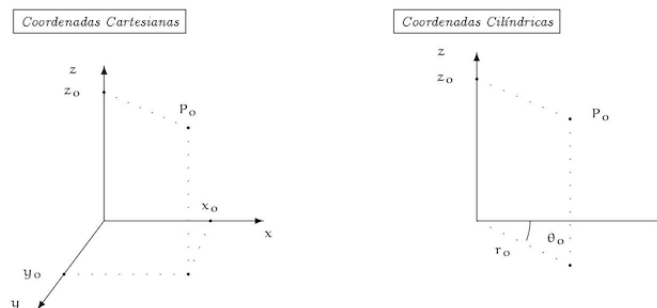 Coordenadas Cartesianas
z
z₀
P₀
x₀
x
y₀
y
Coordenadas Cilíndricas
z
z₀
P₀
θ₀
r₀